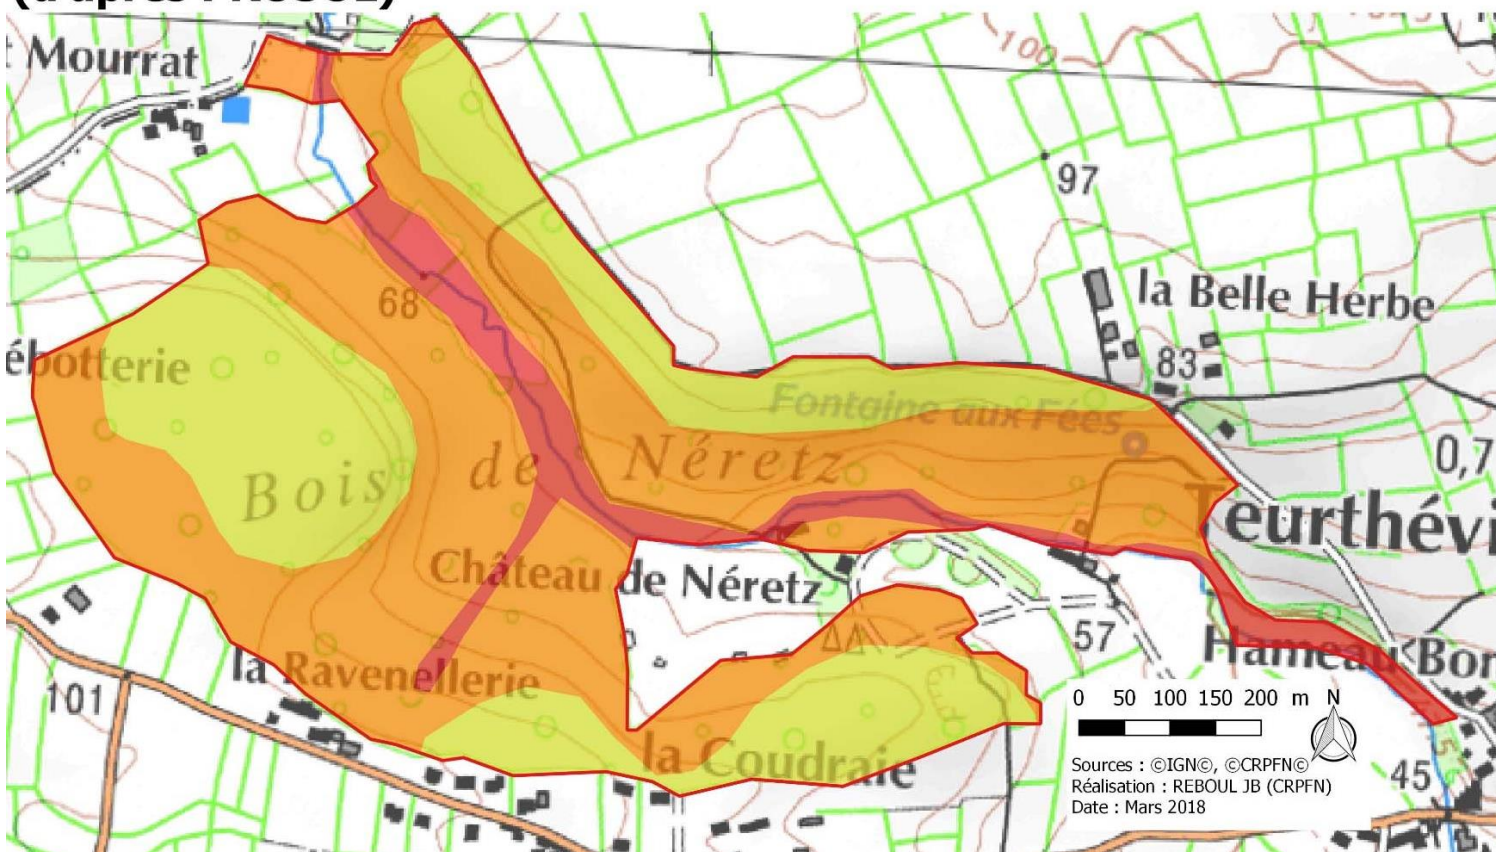 Mourrat
100
97
la Belle Herbe
68
83
ébotterie
Fontaine aux Fées
Bois de Néretz
0,7
Teurthévi
Château de Néretz
57
Hameau Bon
la Ravenellerie
101
0 50 100 150 200 m N
la Coudraie
Sources : ©IGN©, ©CRPFN©
Réalisation : REBOUL JB (CRPFN)
Date : Mars 2018
45